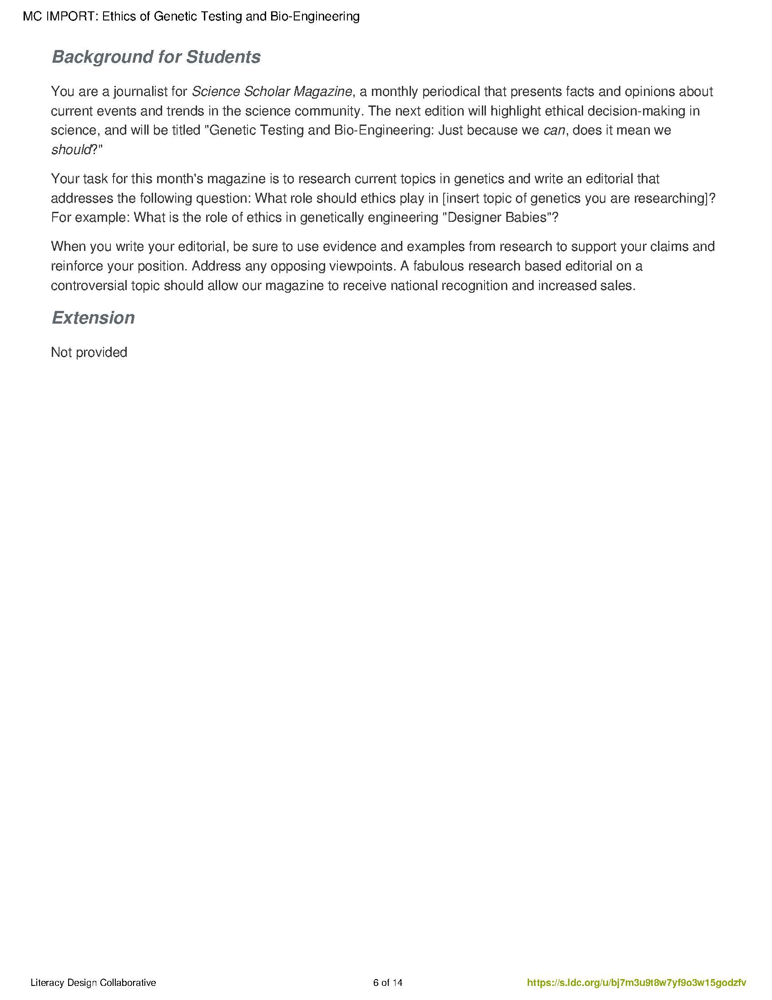 MC IMPORT: Ethics of Genetic Testing and Bio-Engineering
Background for Students
You are a journalist for Science Scholar Magazine, a monthly periodical that presents facts and opinions about
current events and trends in the science community. The next edition will highlight ethical decision-making in
science, and will be titled "Genetic Testing and Bio-Engineering: Just because we can, does it mean we
should?"
Your task for this month's magazine is to research current topics in genetics and write an editorial that
addresses the following question: What role should ethics play in [insert topic of genetics you are researching]?
For example: What is the role of ethics in genetically engineering "Designer Babies"?
When you write your editorial, be sure to use evidence and examples from research to support your claims and
reinforce your position. Address any opposing viewpoints. A fabulous research based editorial on a
controversial topic should allow our magazine to receive national recognition and increased sales.
Extension
Not provided
Literacy Design Collaborative
6 of 14
https://s.ldc.org/u/bj7m3u9t8w7yf9o3w15godzfv